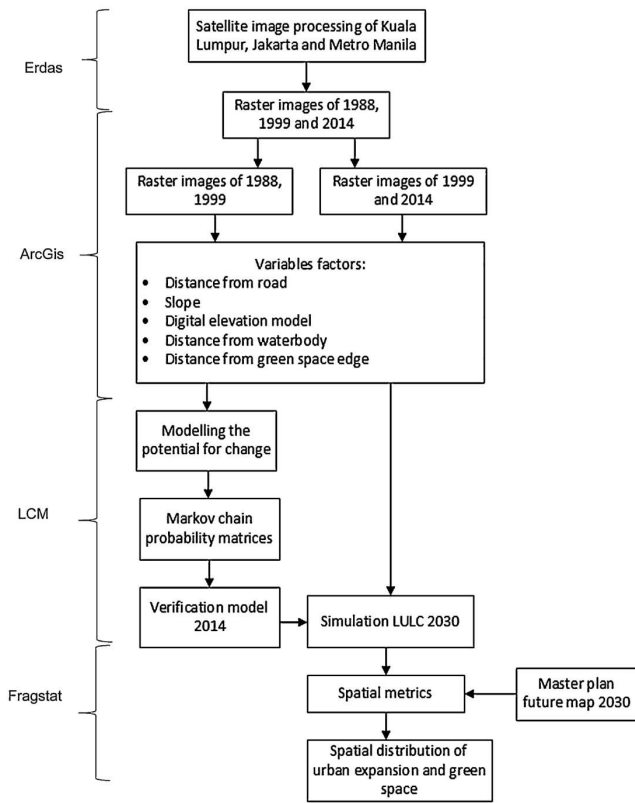 Erdas
Satellite image processing of Kuala
Lumpur, Jakarta and Metro Manila
Raster images of 1988,
1999 and 2014
ArcGis
Raster images of 1988,
1999
Raster images of 1999
and 2014
Variables factors:
• Distance from road
• Slope
• Digital elevation model
• Distance from waterbody
• Distance from green space edge
LCM
Modelling the
potential for change
Markov chain
probability matrices
Verification model
2014
Simulation LULC 2030
Fragstat
Spatial metrics
Master plan
future map 2030
Spatial distribution of
urban expansion and green
space